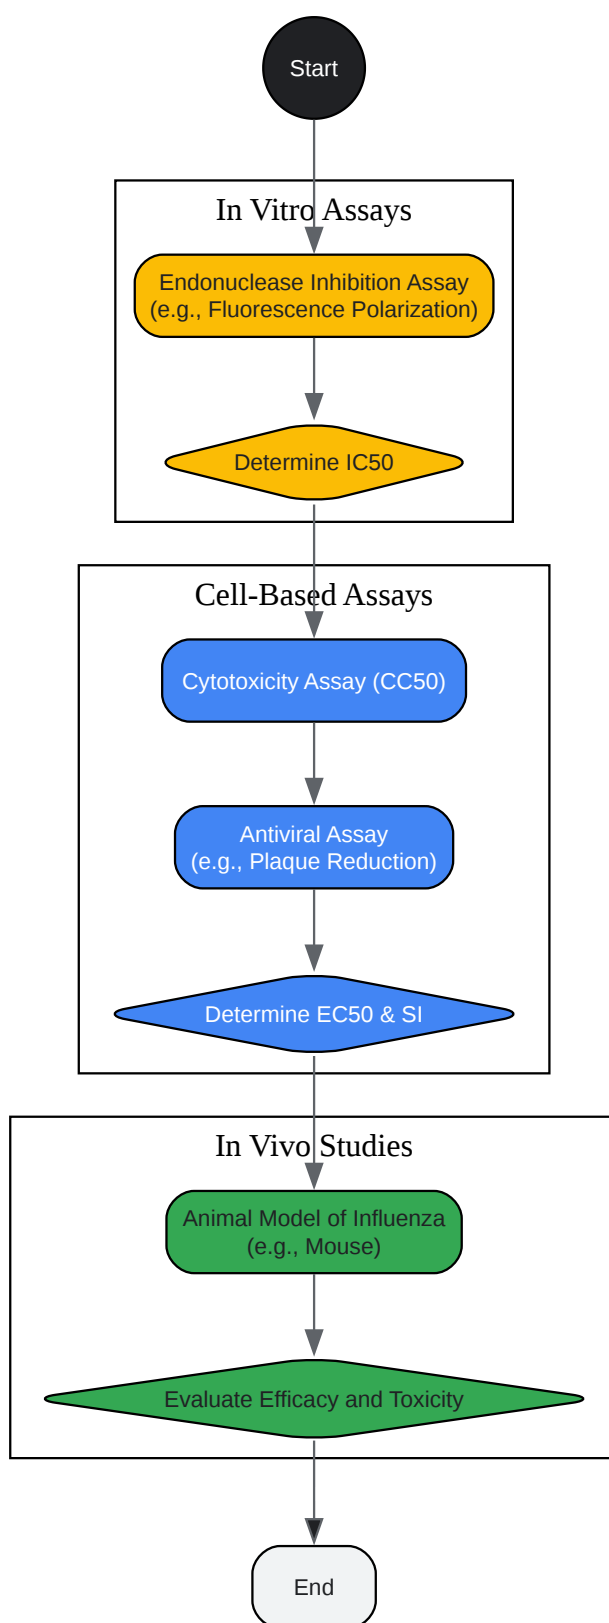 Start
In Vitro Assays
Endonuclease Inhibition Assay
(e.g., Fluorescence Polarization)
Determine IC50
Cell-Based Assays
Cytotoxicity Assay (CC50)
Antiviral Assay
(e.g., Plaque Reduction)
Determine EC50 & SI
In Vivo Studies
Animal Model of Influenza
(e.g., Mouse)
Evaluate Efficacy and Toxicity
End